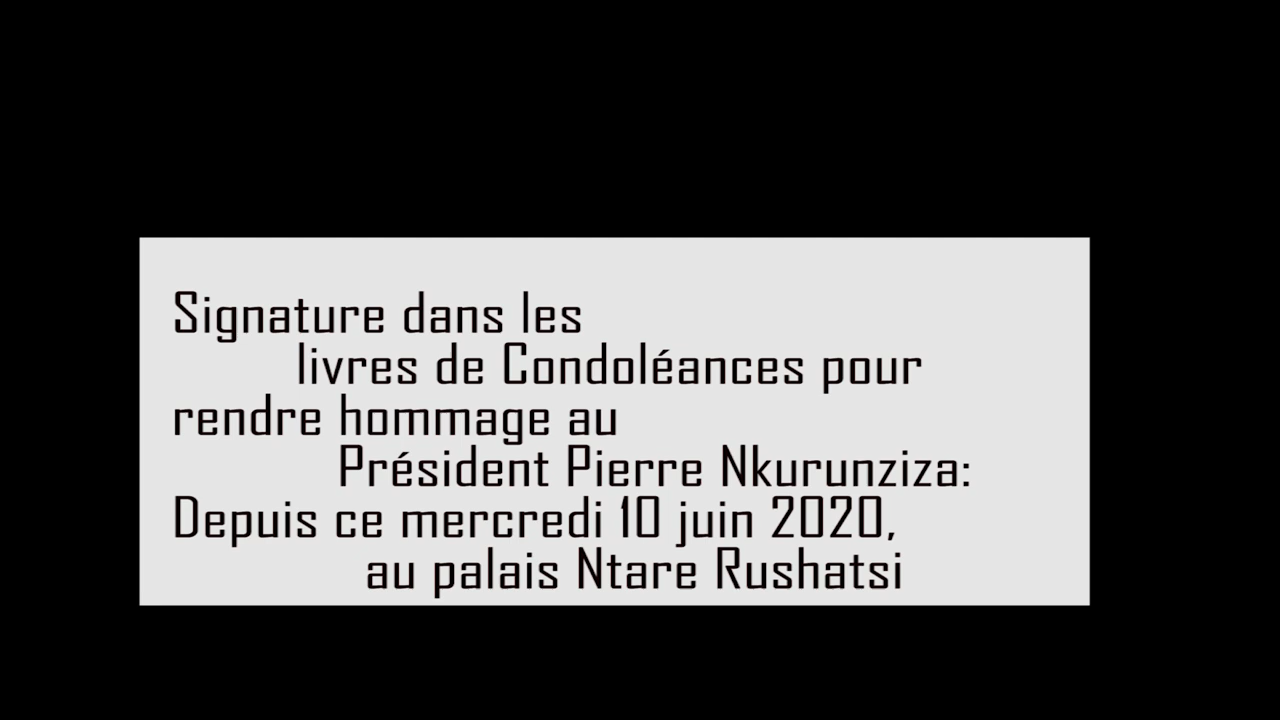 Signature dans les
livres de Condoléances pour
rendre hommage au
Président Pierre Nkurunziza:
Depuis ce mercredi 10 juin 2020,
au palais Ntare Rushatsi